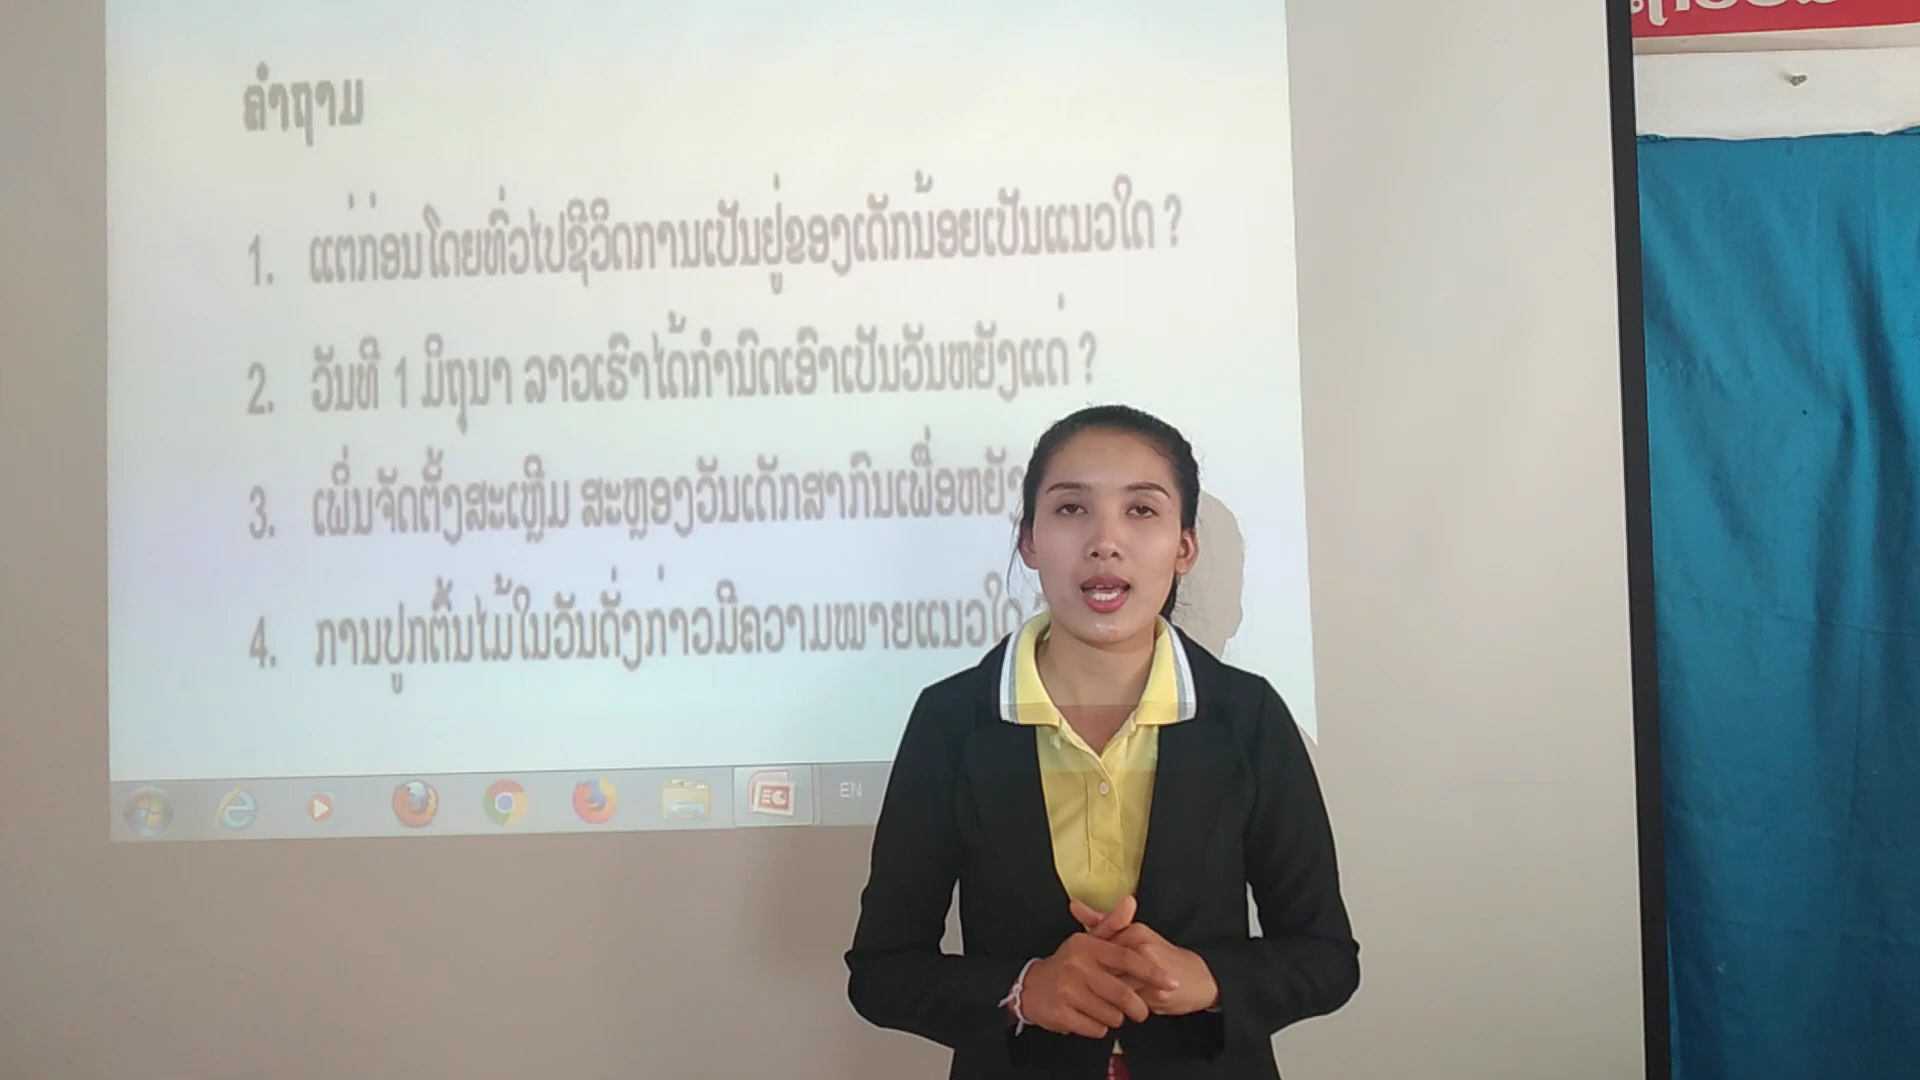 ຄຳຖາມ
1. ແຕ່ກ່ອນໂດຍທົ່ວໄປຊີວິດການເປັນຢູ່ຂອງເດັກນ້ອຍເປັນແນວໃດ ?
2. ວັນທີ 1 ມິຖຸນາ ລາວເຮົາໄດ້ກຳນົດເອົາເປັນວັນຫຍັງແດ່ ?
3. ເພິ່ນຈັດຕັ້ງສະເຫຼີມ ສະຫຼອງວັນເດັກສາກົນເພື່ອຫຍັງ
4. ການປູກຕົ້ນໄມ້ໃນວັນດັ່ງກ່າວມີຄວາມໝາຍແນວໃດ
EN